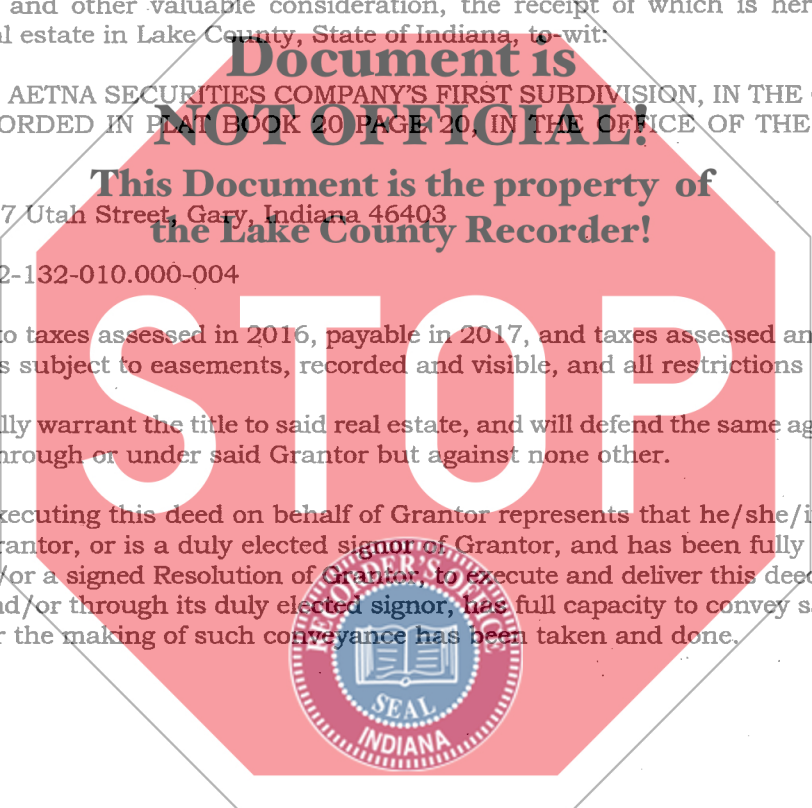 and other valuable consideration, the receipt of which is her
al estate in Lake County, State of Indiana, to-wit:
Document is
AETNA SECURITIES COMPANY'S FIRST SUBDIVISION, IN THE
ORDED IN PLAT BOOK 20 PAGE 20, IN THE OFFICE OF THE
NOT OFFICIAL!
This Document is the property of
7 Utah Street, Gary, Indiana 46403
the Lake County Recorder!
2-132-010.000-004
to taxes assessed in 2016, payable in 2017, and taxes assessed an
s subject to easements, recorded and visible, and all restrictions
STOP
lly warrant the title to said real estate, and will defend the same ag
hrough or under said Grantor but against none other.
xecuting this deed on behalf of Grantor represents that he/she/i
rantor, or is a duly elected signor of Grantor, and has been fully
/or a signed Resolution of Grantor, to execute and deliver this deed
nd/or through its duly elected signor, has full capacity to convey s
r the making of such conveyance has been taken and done.
RECORDER'S OFFICE
SEAL
INDIANA